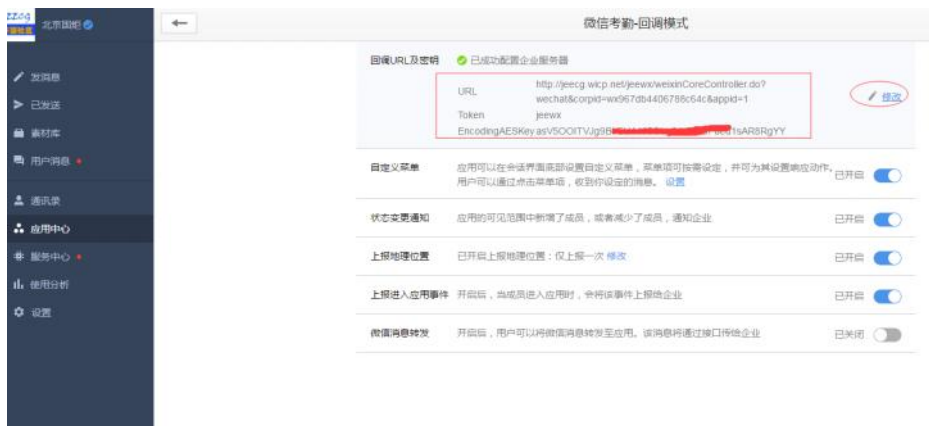 北京国炬
微信考勤-回调模式
发消息
已发送
素材库
用户消息
通讯录
应用中心
服务中心
使用分析
设置
回调URL及密钥
已成功配置企业服务器
URL
http://jeecg.wicp.net/jeewx/weixinCoreController.do?
wechat&corpid=wx967db4406786c64c&appid=1
修改
Token
jeewx
EncodingAESKey
自定义菜单
应用可以在会话界面底部设置自定义菜单，菜单项可按需设定，并可为其设置响应动作。
用户可以通过点击菜单项，收到你设定的消息。 设置
已开启
状态变更通知
应用的可见范围中新增了成员，或者减少了成员，通知企业
已开启
上报地理位置
已开启上报地理位置：仅上报一次 修改
已开启
上报进入应用事件
开启后，当成员进入应用时，会将该事件上报给企业
已开启
微信消息转发
开启后，用户可以将微信消息转发至应用。该消息将通过接口传给企业
已关闭